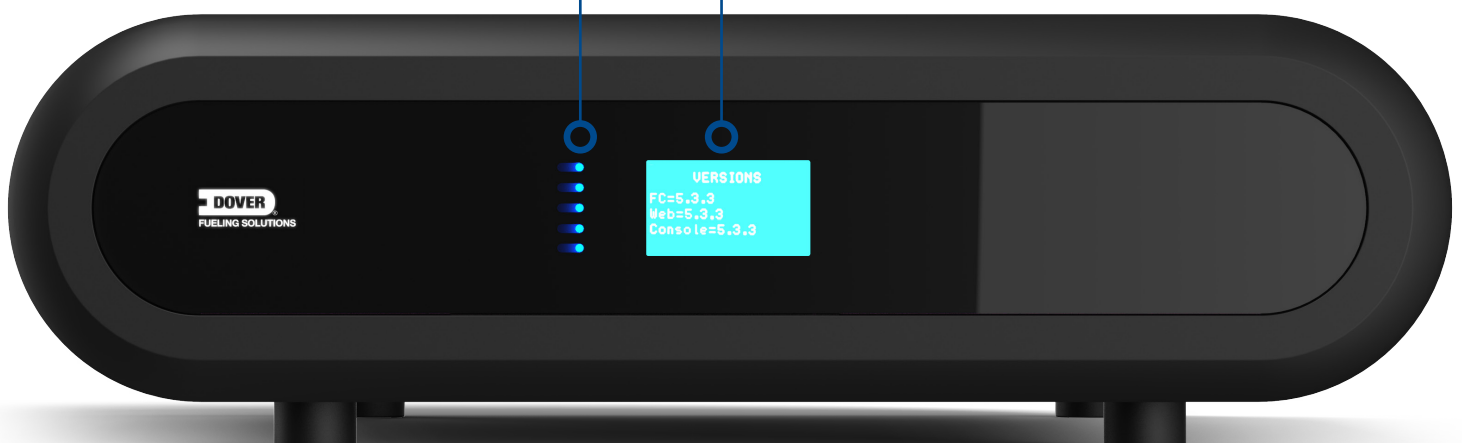 DOVER
®
FUELING SOLUTIONS
VERSIONS
FC=5.3.3
Web=5.3.3
Console=5.3.3